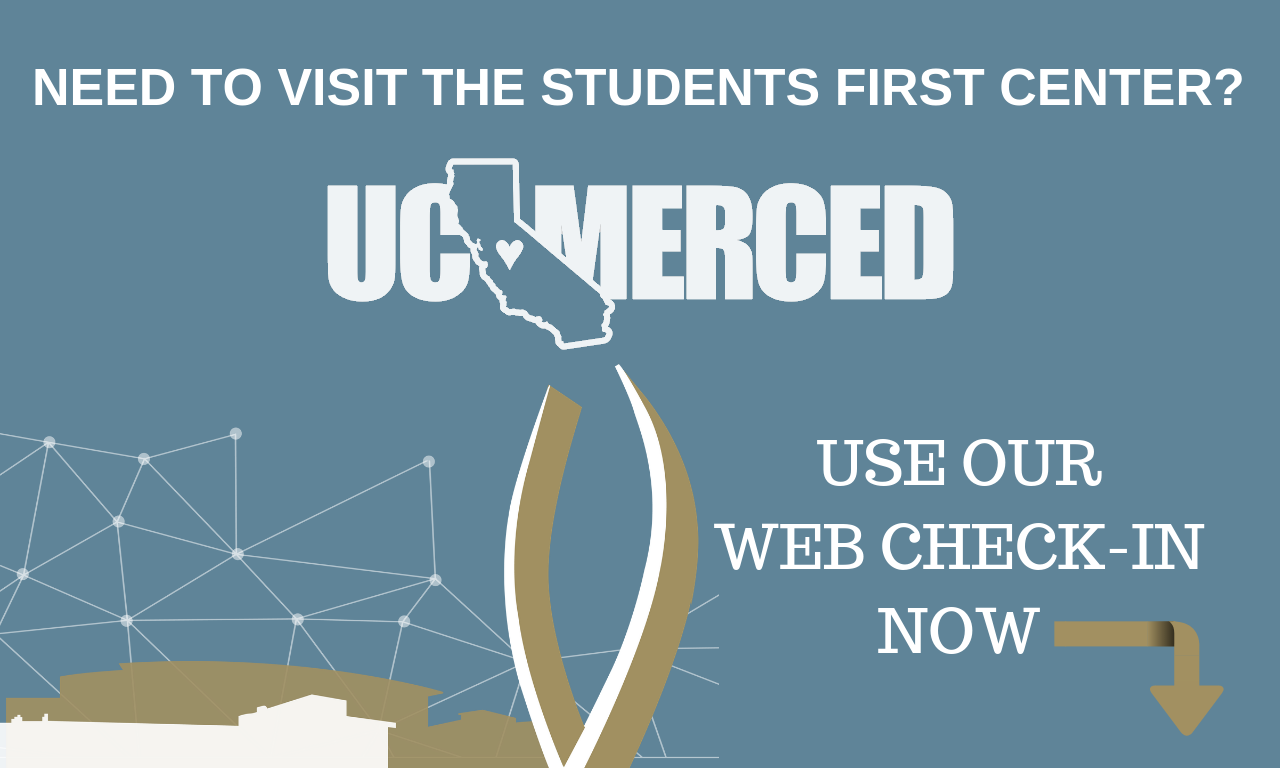 NEED TO VISIT THE STUDENTS FIRST CENTER?
UC MERCED
USE OUR
WEB CHECK-IN
NOW